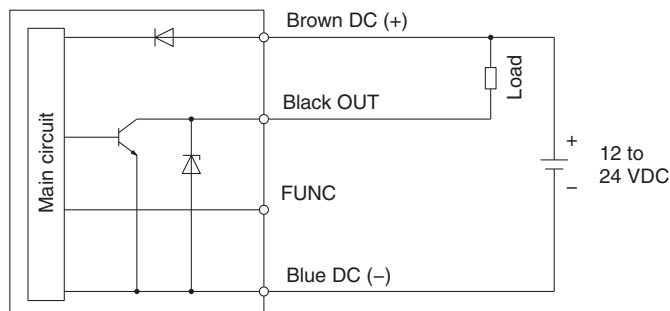 Brown DC (+)
Main circuit
Black OUT
Load
FUNC
+
12 to
24 VDC
−
Blue DC (−)